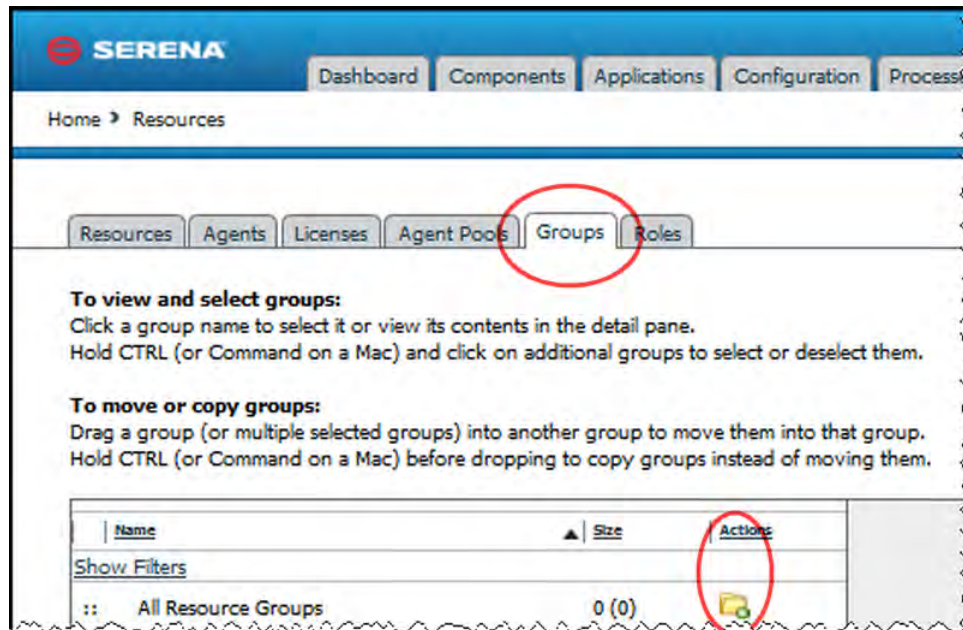 SERENA
Dashboard Components Applications Configuration Process
Home > Resources
Resources Agents Licenses Agent Pools Groups Roles
To view and select groups:
Click a group name to select it or view its contents in the detail pane.
Hold CTRL (or Command on a Mac) and click on additional groups to select or deselect them.
To move or copy groups:
Drag a group (or multiple selected groups) into another group to move them into that group.
Hold CTRL (or Command on a Mac) before dropping to copy groups instead of moving them.
Name Size Actions
Show Filters
:: All Resource Groups 0 (0)